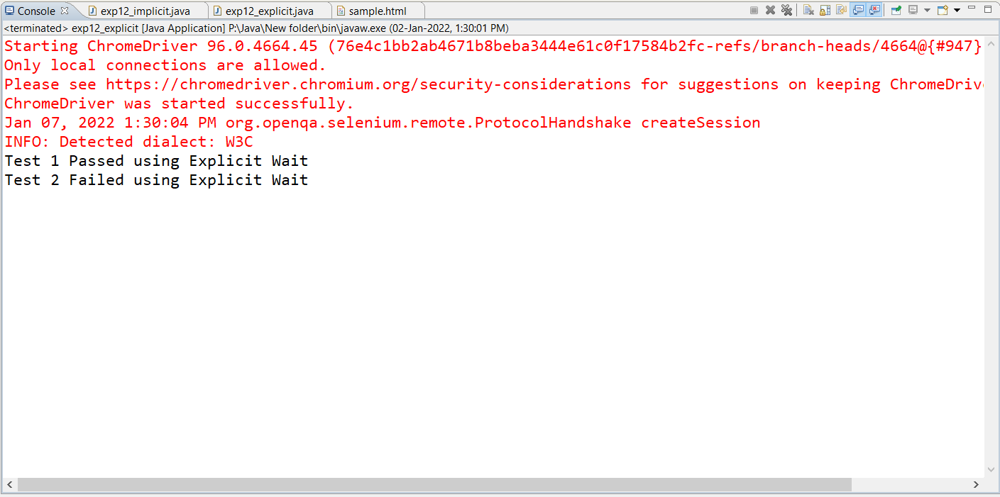 Console exp12_implicit.java exp12_explicit.java sample.html
<terminated> exp12_explicit [Java Application] P:\Java\New folder\bin\javaw.exe (02-Jan-2022, 1:30:01 PM)
Starting ChromeDriver 96.0.4664.45 (76e4c1bb2ab4671b8beba3444e61c0f17584b2fc-refs/branch-heads/4664@{#947}
Only local connections are allowed.
Please see https://chromedriver.chromium.org/security-considerations for suggestions on keeping ChromeDriv
ChromeDriver was started successfully.
Jan 07, 2022 1:30:04 PM org.openqa.selenium.remote.ProtocolHandshake createSession
INFO: Detected dialect: W3C
Test 1 Passed using Explicit Wait
Test 2 Failed using Explicit Wait